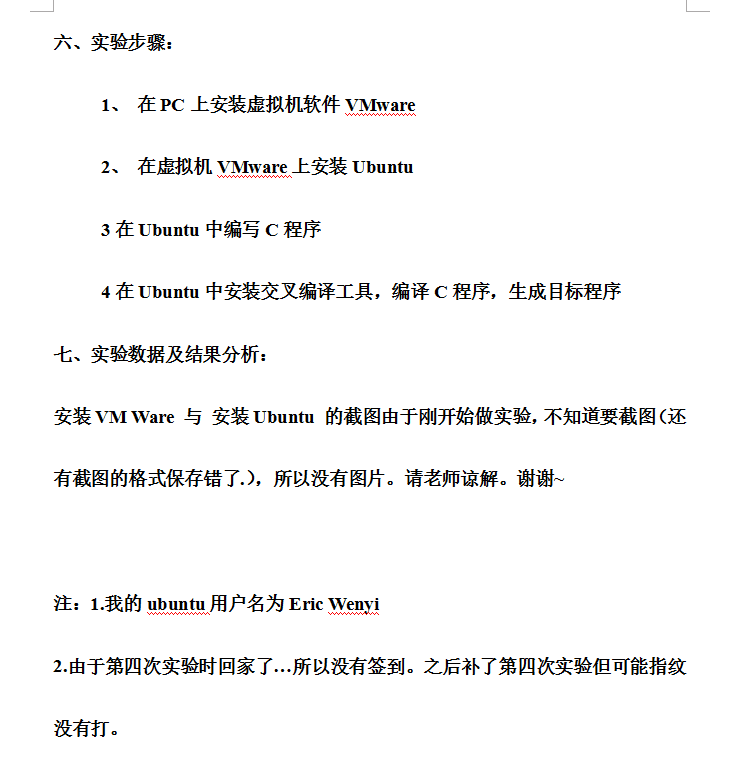 六、实验步骤：
1、 在 PC 上安装虚拟机软件 VMware
2、 在虚拟机 VMware 上安装 Ubuntu
3 在 Ubuntu 中编写 C 程序
4 在 Ubuntu 中安装交叉编译工具，编译 C 程序，生成目标程序
七、实验数据及结果分析：
安装 VM Ware 与 安装 Ubuntu 的截图由于刚开始做实验，不知道要截图（还
有截图的格式保存错了.），所以没有图片。请老师谅解。谢谢~
注：1.我的 ubuntu 用户名为 Eric Wenyi
2.由于第四次实验时回家了…所以没有签到。之后补了第四次实验但可能指纹
没有打。